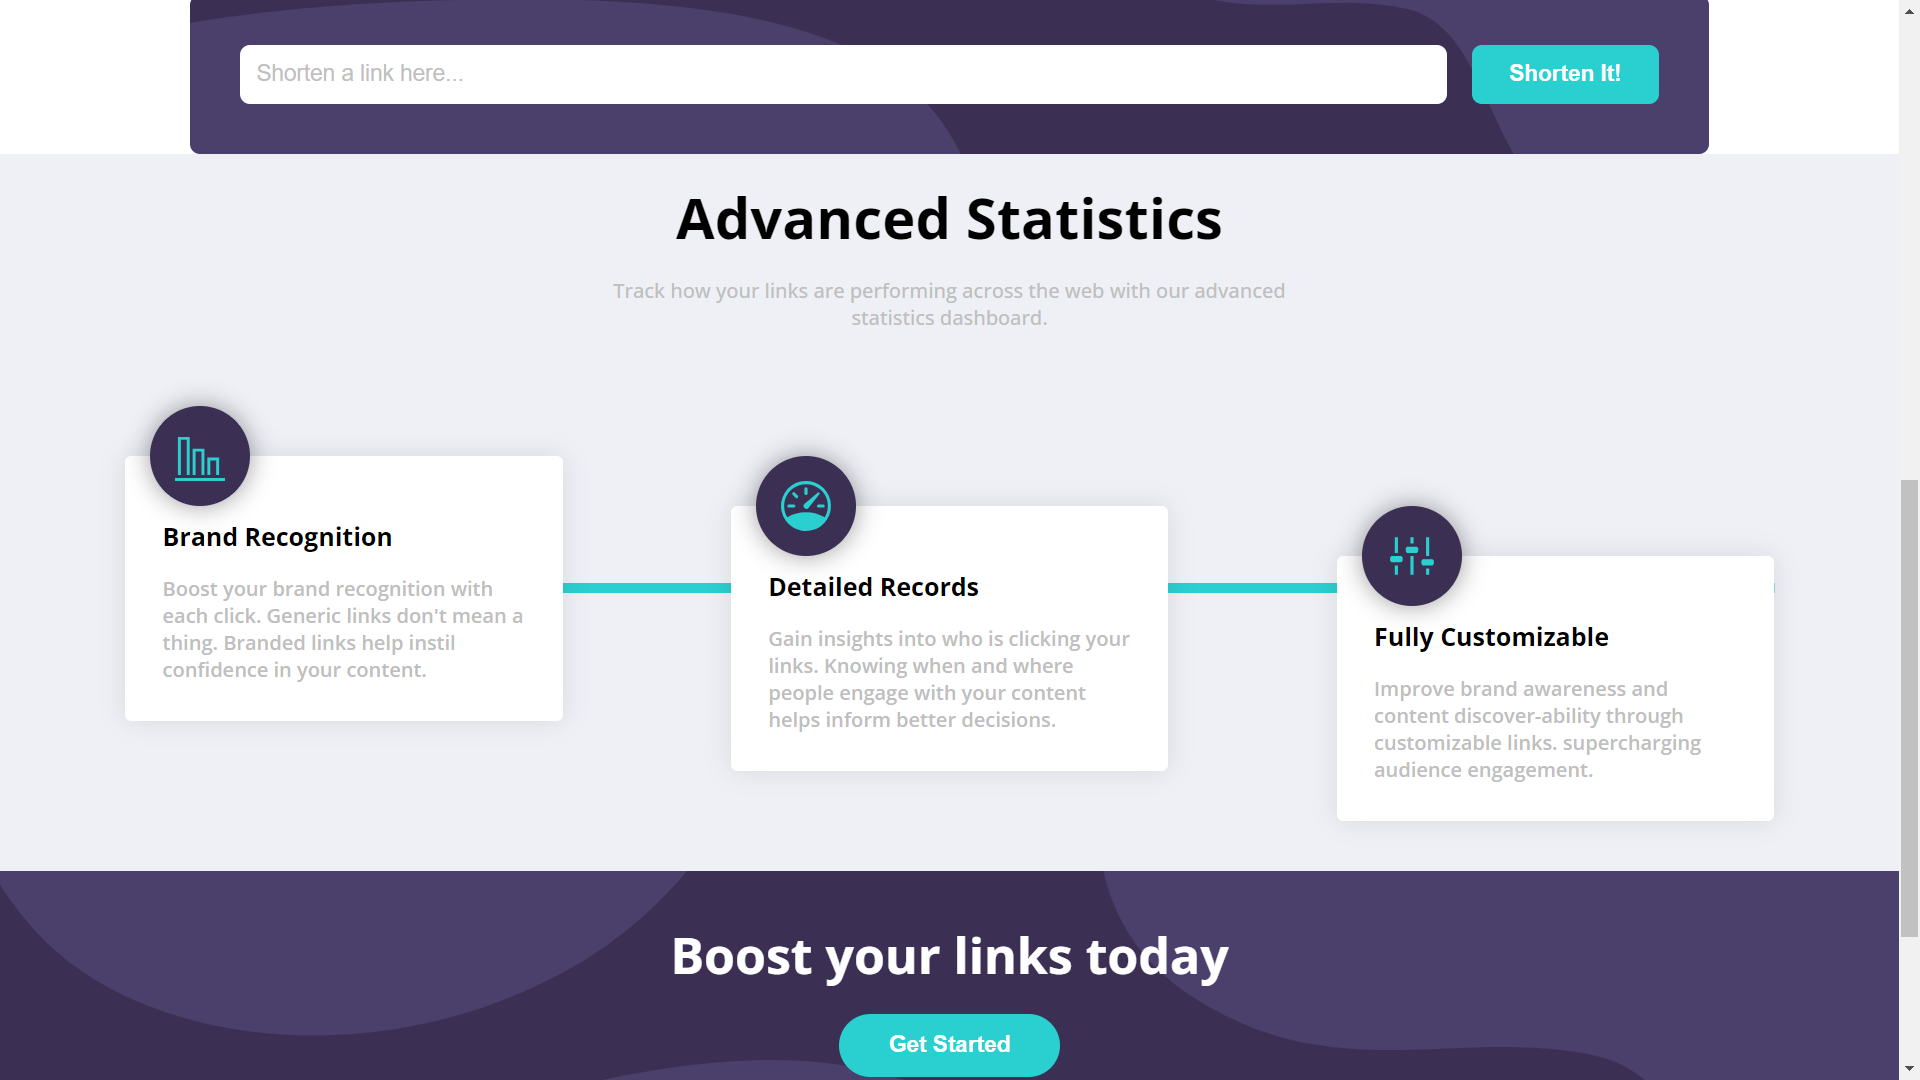 Shorten a link here...
Shorten It!
Advanced Statistics
Track how your links are performing across the web with our advanced
statistics dashboard.
Brand Recognition
Boost your brand recognition with
each click. Generic links don't mean a
thing. Branded links help instil
confidence in your content.
Detailed Records
Gain insights into who is clicking your
links. Knowing when and where
people engage with your content
helps inform better decisions.
Fully Customizable
Improve brand awareness and
content discover-ability through
customizable links. supercharging
audience engagement.
Boost your links today
Get Started